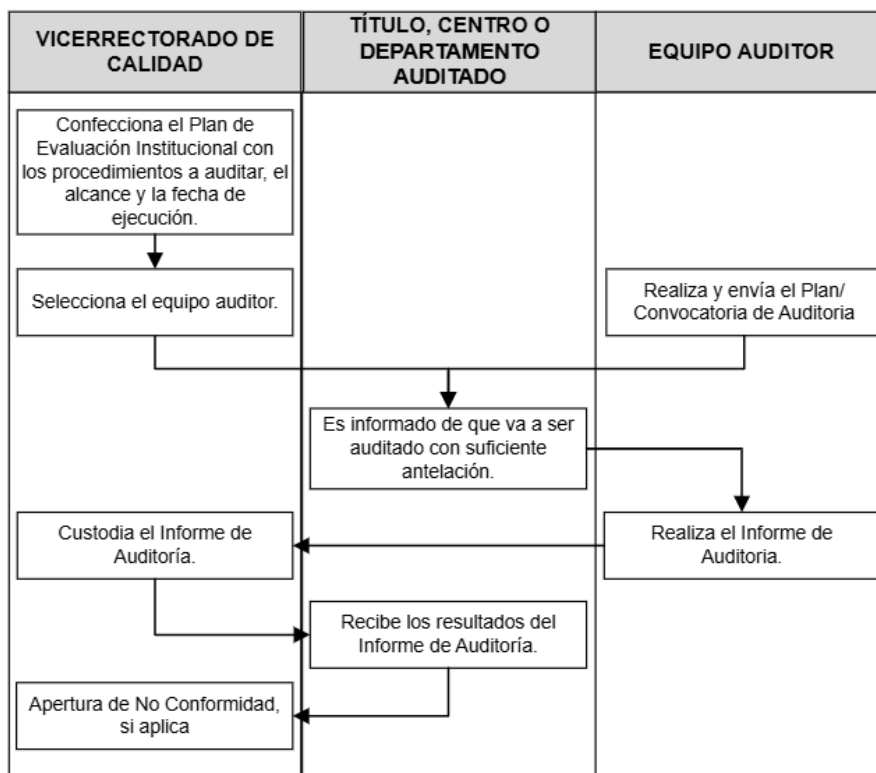 VICERRECTORADO DE
CALIDAD
TÍTULO, CENTRO O
DEPARTAMENTO
AUDITADO
EQUIPO AUDITOR
Confecciona el Plan de
Evaluación Institucional con
los procedimientos a auditar, el
alcance y la fecha de
ejecución.
Selecciona el equipo auditor.
Realiza y envía el Plan/
Convocatoria de Auditoria
Es informado de que va a ser
auditado con suficiente
antelación.
Custodia el Informe de
Auditoría.
Realiza el Informe de
Auditoria.
Recibe los resultados del
Informe de Auditoría.
Apertura de No Conformidad,
si aplica